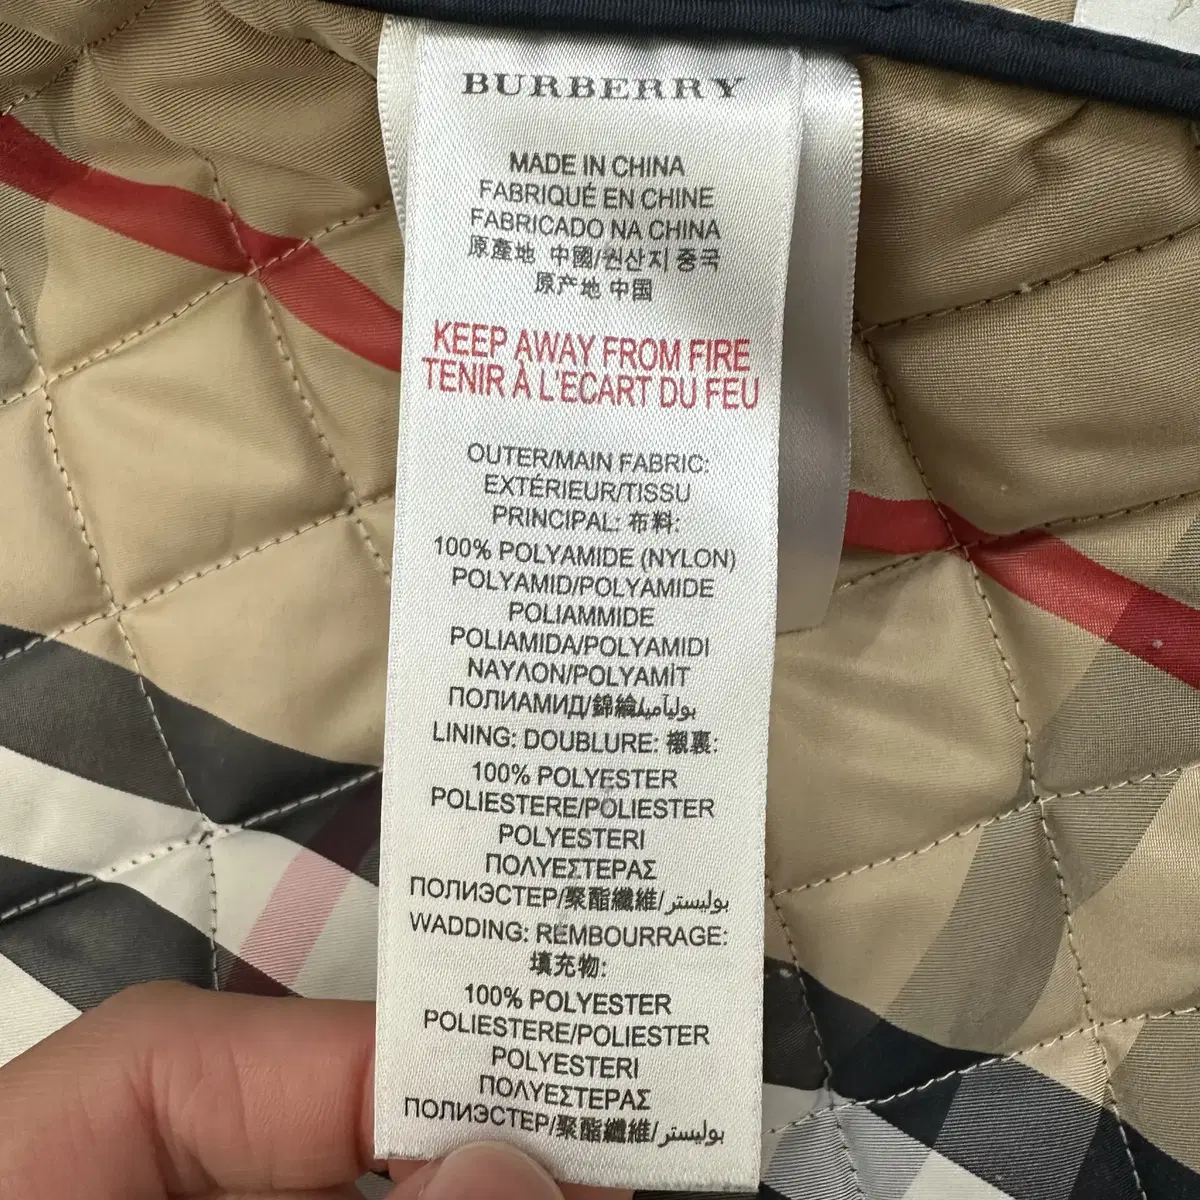 BURBERRY
MADE IN CHINA
FABRIQUÉ EN CHINE
FABRICADO NA CHINA
原產地 中國/원산지 중국
原产地 中国
KEEP AWAY FROM FIRE
TENIR À L'ECART DU FEU
OUTER/MAIN FABRIC:
EXTÉRIEUR/TISSU
PRINCIPAL: 布料:
100% POLYAMIDE (NYLON)
POLYAMID/POLYAMIDE
POLIAMMIDE
POLIAMIDA/POLYAMIDI
ΝΑΥΛΟΝ/POLYAMİT
ПОЛИАМИД/錦綸/بولياميد
LINING: DOUBLURE: 襯裏:
100% POLYESTER
POLIESTERE/POLIESTER
POLYESTERI
ΠΟΛΥΕΣΤΕΡΑΣ
ПОЛИЭСТЕР/聚酯纖維/بوليستر
WADDING: REMBOURRAGE:
填充物:
100% POLYESTER
POLIESTERE/POLIESTER
POLYESTERI
ΠΟΛΥΕΣΤΕΡΑΣ
ПОЛИЭСТЕР/聚酯纖維/بوليستر